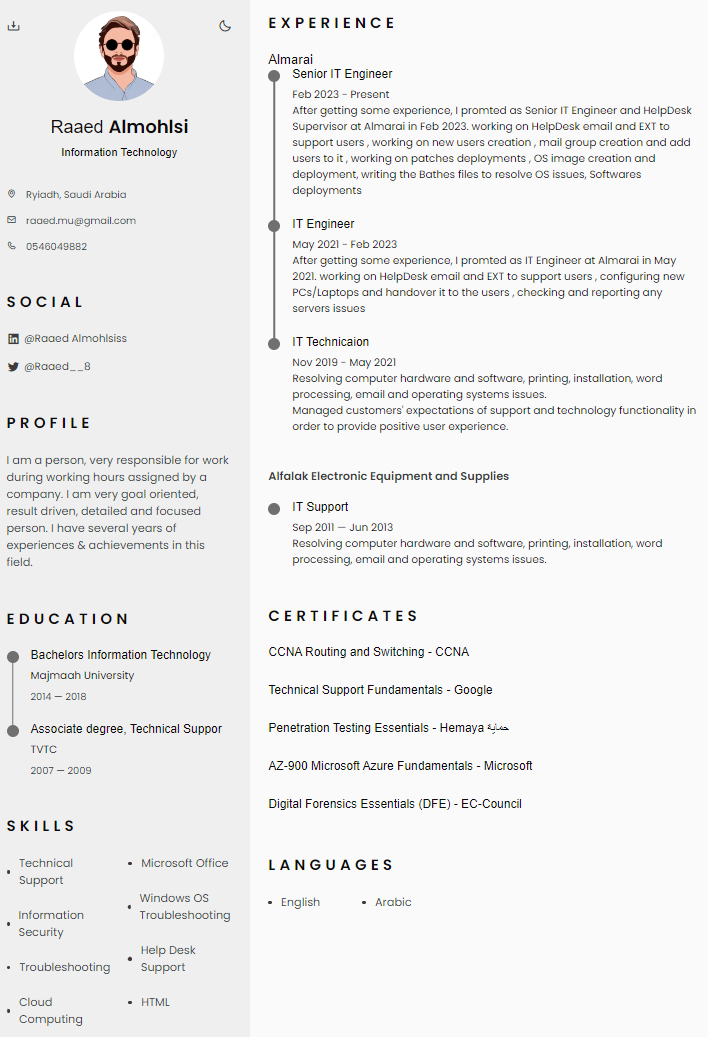 Raaed Almohlsi
Information Technology
Ryiadh, Saudi Arabia
raaed.mu@gmail.com
0546049882
SOCIAL
@Raaed Almohlsiss
@Raaed__8
PROFILE
I am a person, very responsible for work
during working hours assigned by a
company. I am very goal oriented,
result driven, detailed and focused
person. I have several years of
experiences & achievements in this
field.
EDUCATION
Bachelors Information Technology
Majmaah University
2014 — 2018
Associate degree, Technical Suppor
TVTC
2007 — 2009
SKILLS
Technical
Support
Information
Security
Troubleshooting
Cloud
Computing
Microsoft Office
Windows OS
Troubleshooting
Help Desk
Support
HTML
EXPERIENCE
Almarai
Senior IT Engineer
Feb 2023 - Present
After getting some experience, I promted as Senior IT Engineer and HelpDesk
Supervisor at Almarai in Feb 2023. working on HelpDesk email and EXT to
support users , working on new users creation , mail group creation and add
users to it , working on patches deployments , OS image creation and
deployment, writing the Bathes files to resolve OS issues, Softwares
deployments
IT Engineer
May 2021 - Feb 2023
After getting some experience, I promted as IT Engineer at Almarai in May
2021. working on HelpDesk email and EXT to support users , configuring new
PCs/Laptops and handover it to the users , checking and reporting any
servers issues
IT Technicaion
Nov 2019 - May 2021
Resolving computer hardware and software, printing, installation, word
processing, email and operating systems issues.
Managed customers' expectations of support and technology functionality in
order to provide positive user experience.
Alfalak Electronic Equipment and Supplies
IT Support
Sep 2011 — Jun 2013
Resolving computer hardware and software, printing, installation, word
processing, email and operating systems issues.
CERTIFICATES
CCNA Routing and Switching - CCNA
Technical Support Fundamentals - Google
Penetration Testing Essentials - Hemaya حماية
AZ-900 Microsoft Azure Fundamentals - Microsoft
Digital Forensics Essentials (DFE) - EC-Council
LANGUAGES
English
Arabic